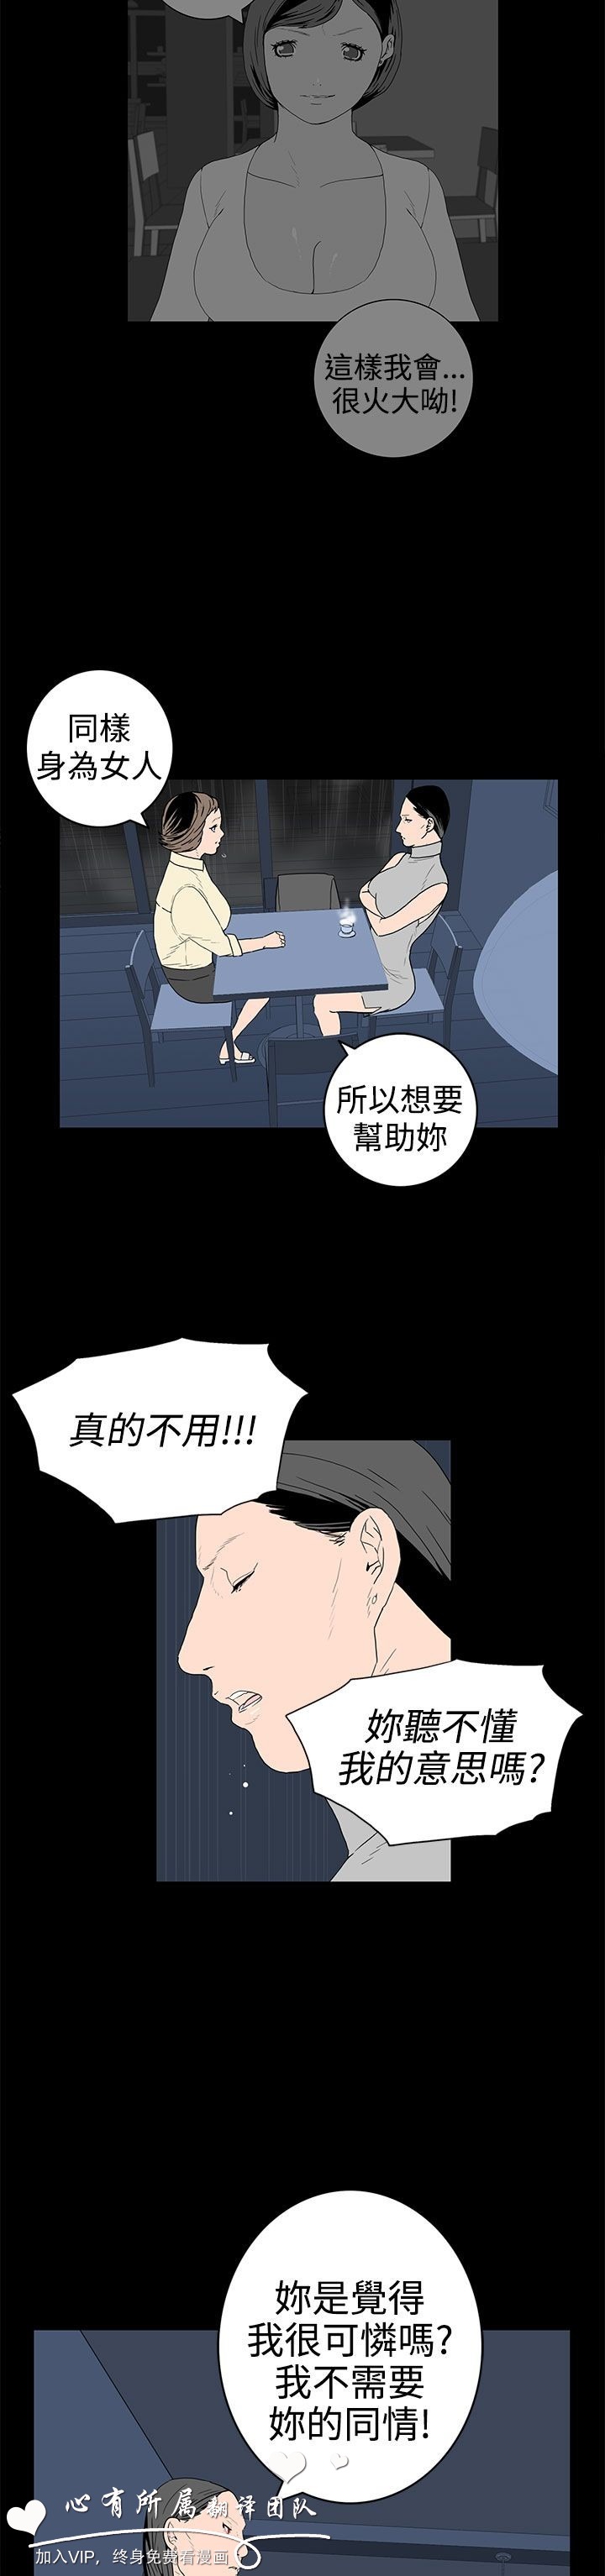 這樣我會...
很火大呦!
同樣
身為女人
所以想要
幫助妳
真的不用!!!
妳聽不懂
我的意思嗎?
妳是覺得
我很可憐嗎?
我不需要
妳的同情!
心有所属翻译团队
加入VIP，终身免费看漫画